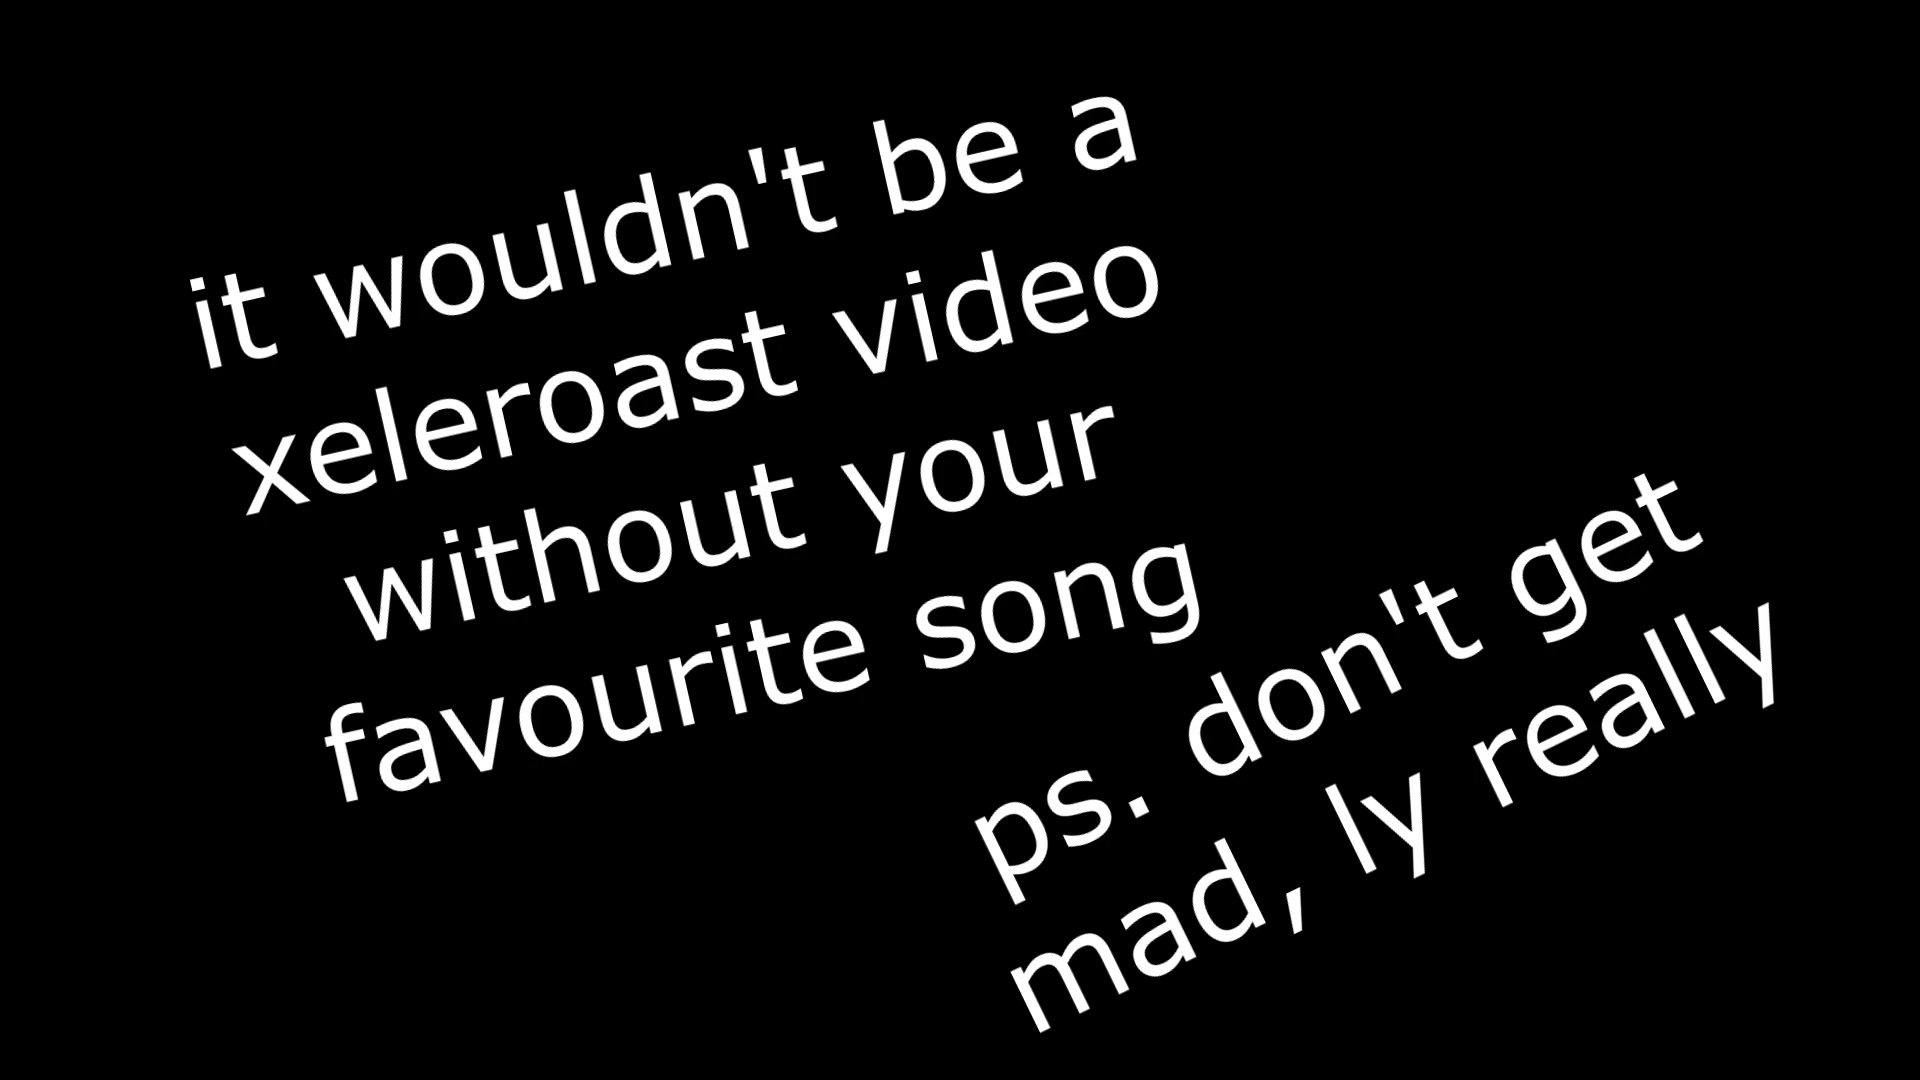 it wouldn't be a
xeleroast video
without your
favourite song
ps. don't get
mad, ly really